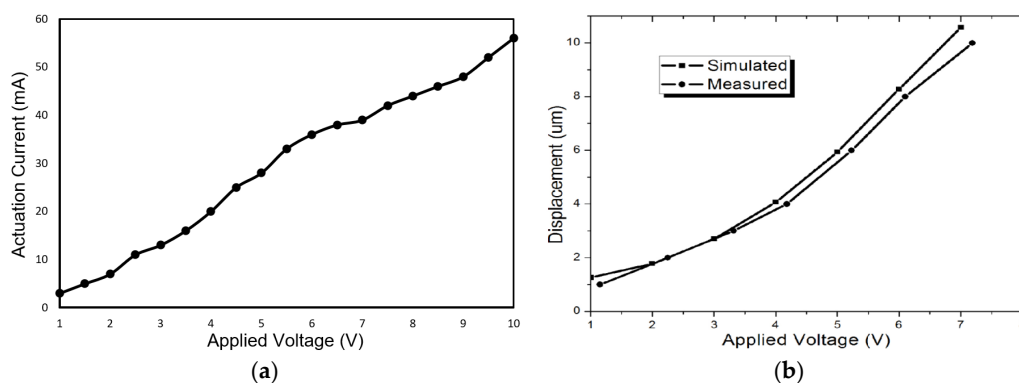 60
50
40
30
20
10
0
Actuation Current (mA)
1 2 3 4 5 6 7 8 9 10
Applied Voltage (V)
(a)
10
8
6
4
2
0
Displacement (um)
Simulated
Measured
1 2 3 4 5 6 7
Applied Voltage (V)
(b)